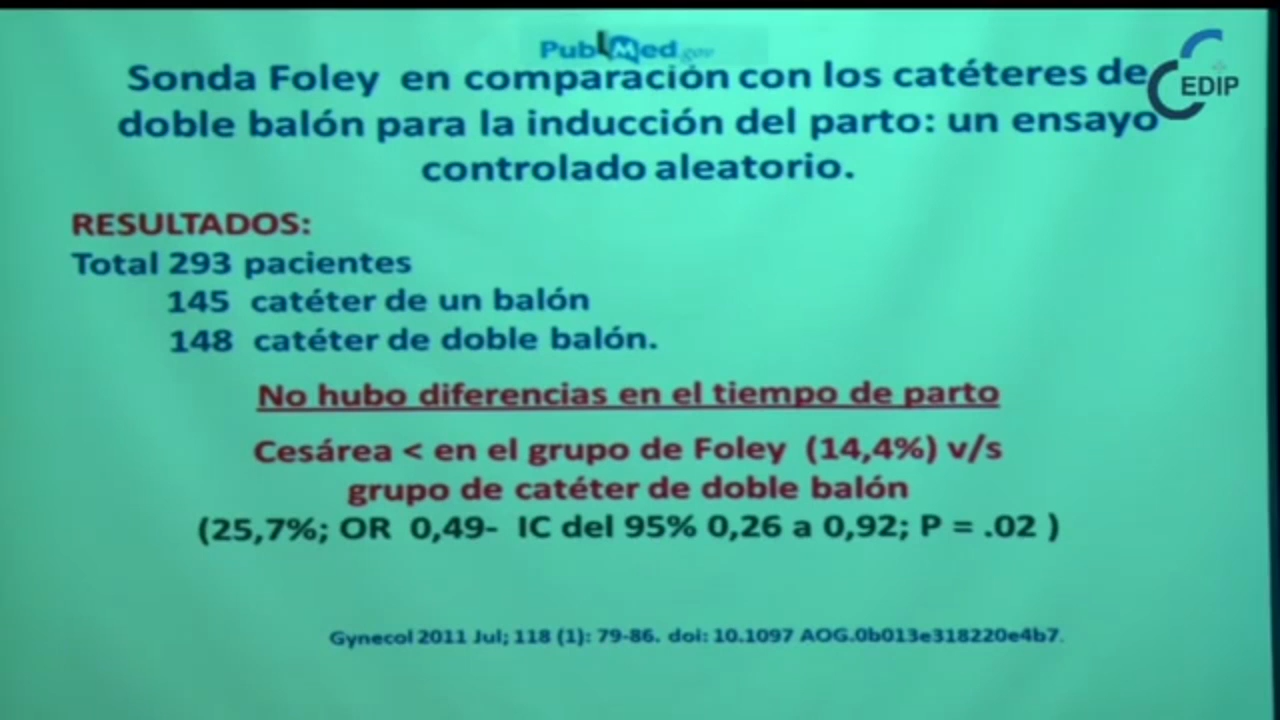 PubMed.gov
EDIP
Sonda Foley en comparación con los catéteres de
doble balón para la inducción del parto: un ensayo
controlado aleatorio.
RESULTADOS:
Total 293 pacientes
145 catéter de un balón
148 catéter de doble balón.
No hubo diferencias en el tiempo de parto
Cesárea < en el grupo de Foley (14,4%) v/s
grupo de catéter de doble balón
(25,7%; OR 0,49- IC del 95% 0,26 a 0,92; P = .02 )
Gynecol 2011 Jul; 118 (1): 79-86. doi: 10.1097 AOG.0b013e318220e4b7.